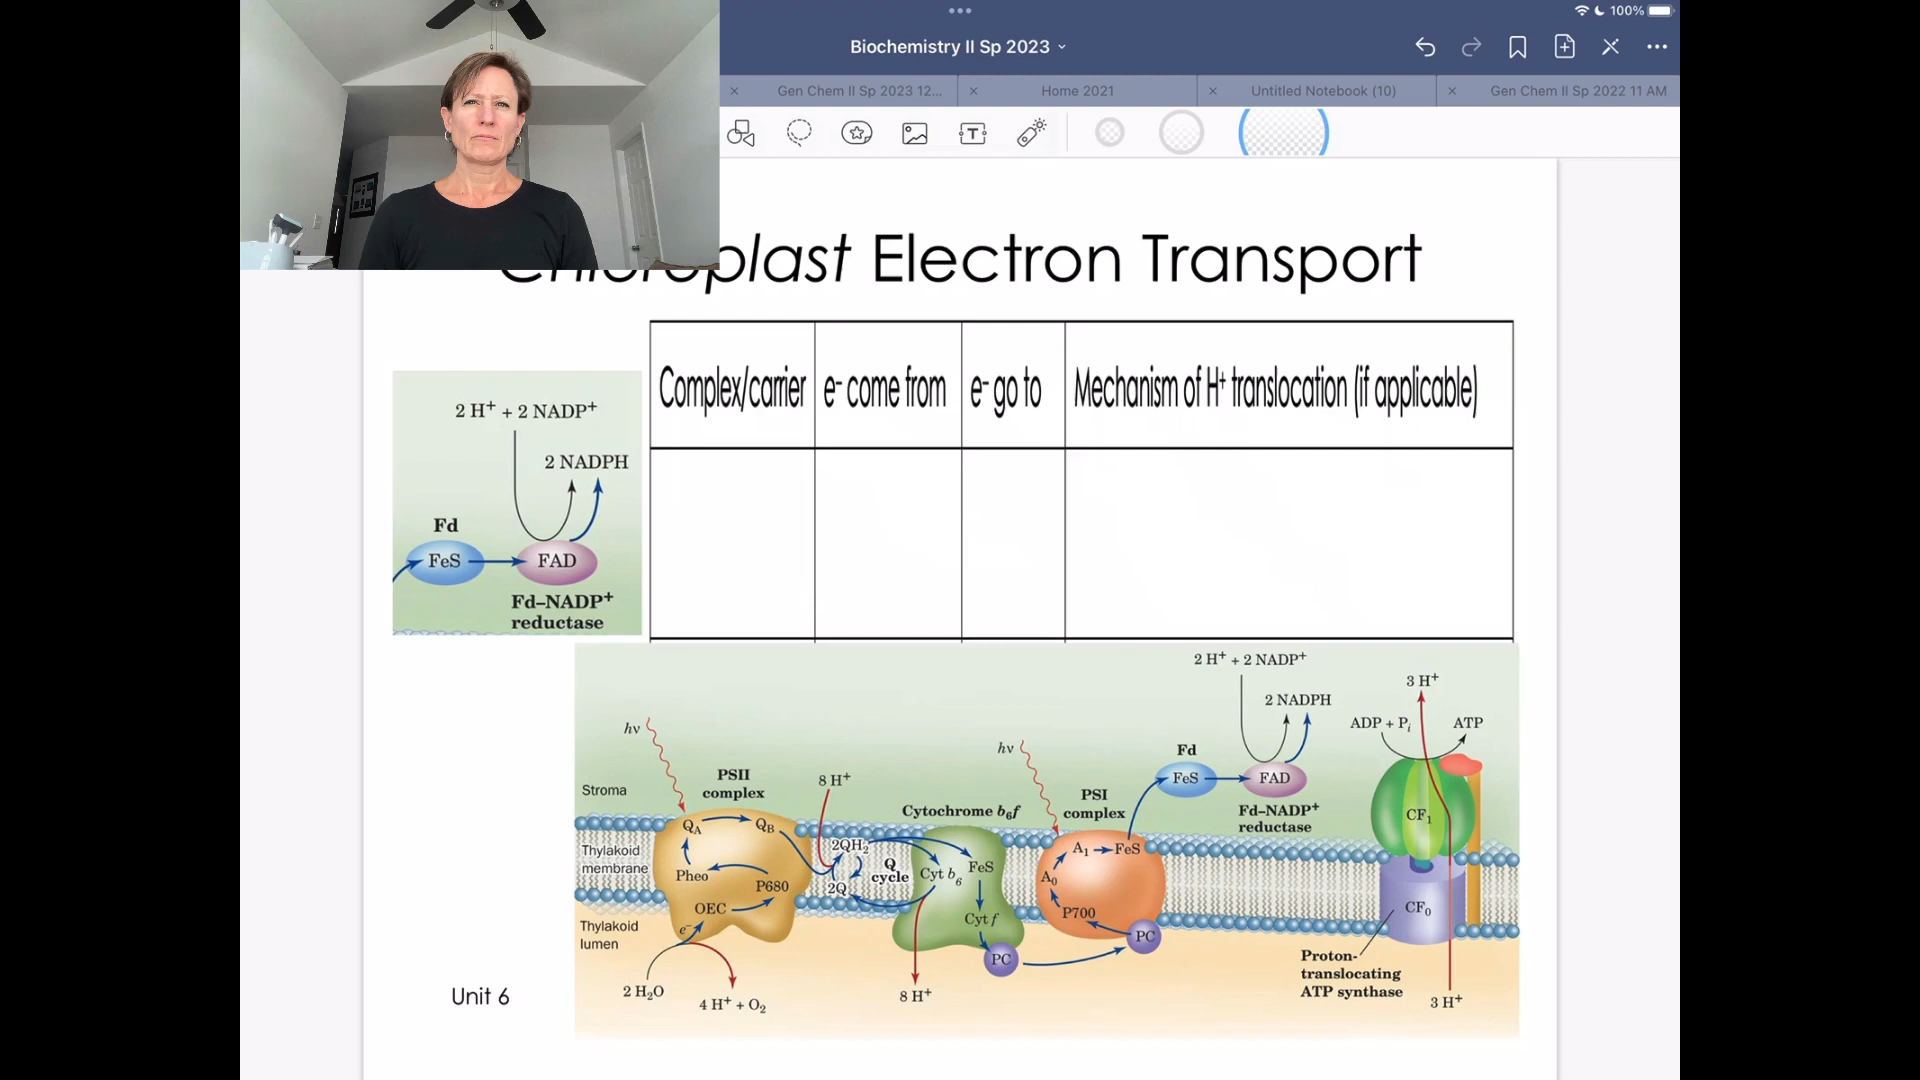 100%
Biochemistry II Sp 2023
Gen Chem II Sp 2023 12...
Home 2021
Untitled Notebook (10)
Gen Chem II Sp 2022 11 AM
T
Chloroplast Electron Transport
Complex/carrier
e⁻ come from
e⁻ go to
Mechanism of H⁺ translocation (if applicable)
2 H⁺ + 2 NADP⁺
2 NADPH
Fd
FeS
FAD
Fd–NADP⁺
reductase
2 H⁺ + 2 NADP⁺
2 NADPH
3 H⁺
ADP + Pᵢ
ATP
hν
hν
Fd
FeS
FAD
Fd–NADP⁺
reductase
Stroma
PSII
complex
8 H⁺
Cytochrome b₆f
PSI
complex
CF₁
Q_A
Q_B
Thylakoid
membrane
Pheo
P680
OEC
e⁻
2QH₂
2Q
Q
cycle
Cyt b₆
FeS
Cyt f
PC
A₁
FeS
A₀
P700
PC
CF₀
Thylakoid
lumen
2 H₂O
4 H⁺ + O₂
8 H⁺
Proton-
translocating
ATP synthase
3 H⁺
Unit 6